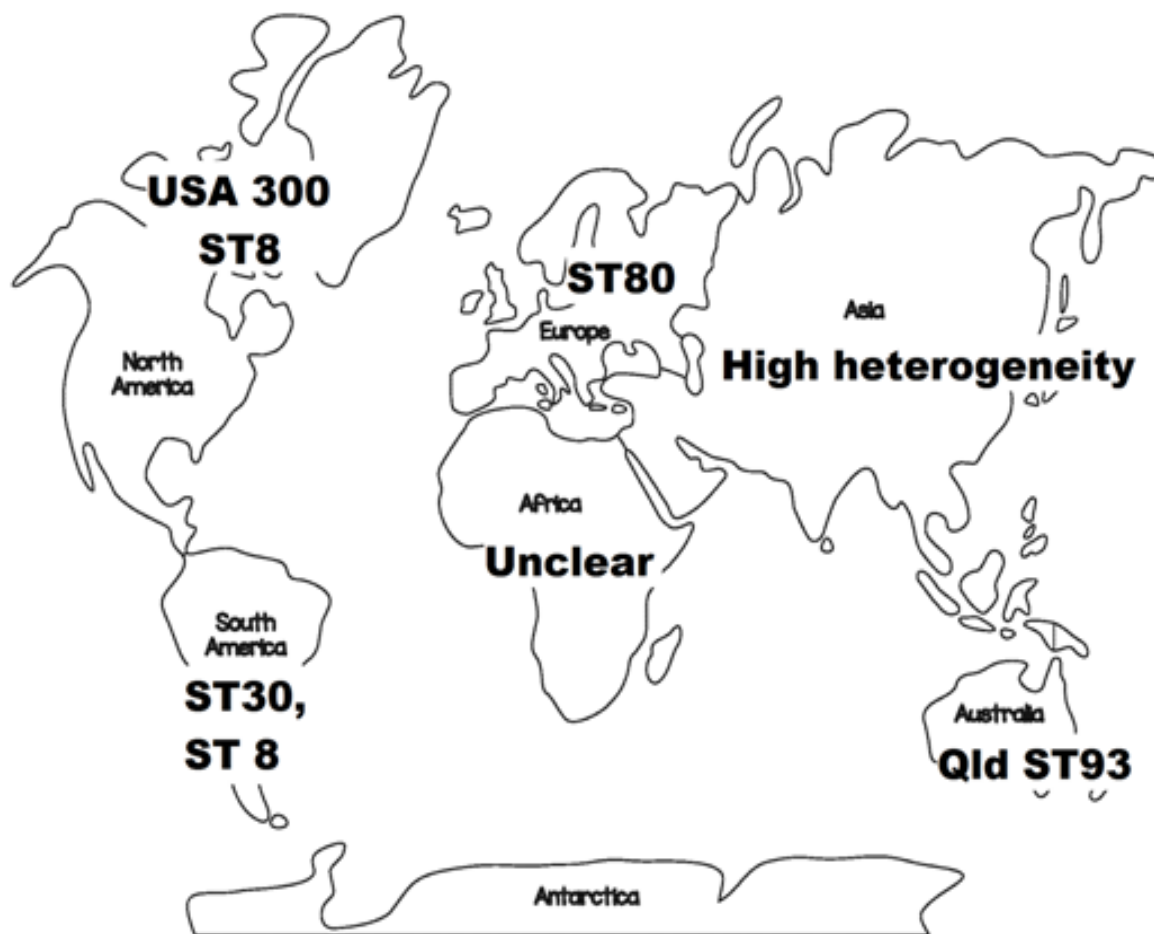 USA 300
ST8
ST80
Asia
Europe
High heterogeneity
North
America
Africa
Unclear
South
America
ST30,
ST 8
Australia
Qld ST93
Antarctica